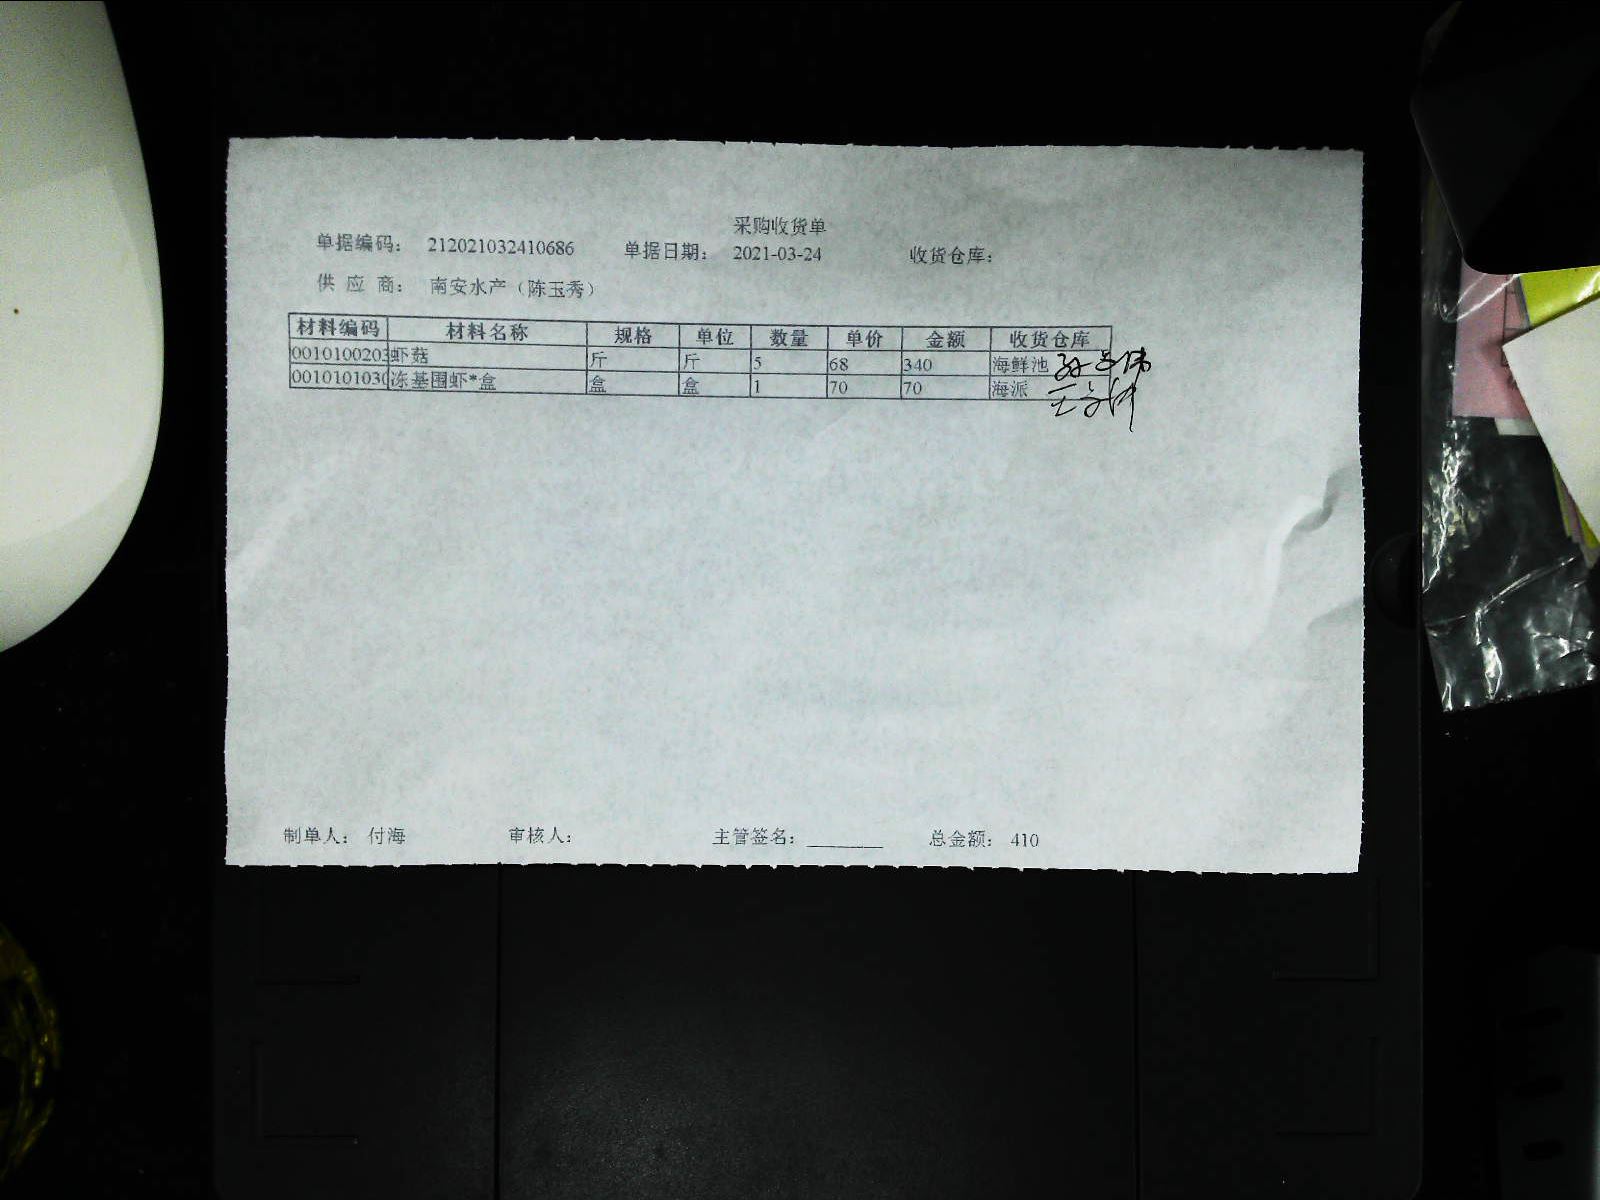 采购收货单
单据编码： 212021032410686 单据日期： 2021-03-24 收货仓库：
供 应 商： 南安水产（陈玉秀）
材料编码 材料名称 规格 单位 数量 单价 金额 收货仓库
0010100203 虾菇 斤 斤 5 68 340 海鲜池
0010101030 冻基围虾*盒 盒 盒 1 70 70 海派
制单人： 付海 审核人： 主管签名： ________ 总金额： 410